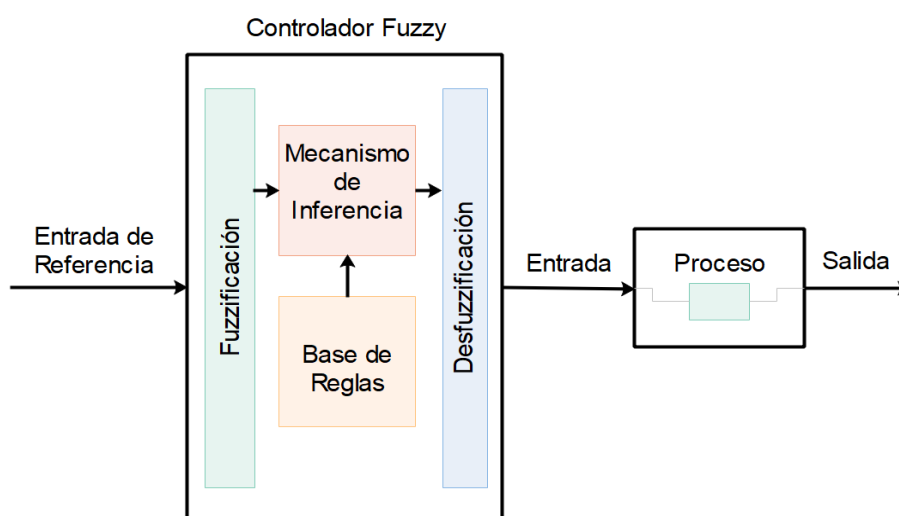 Controlador Fuzzy
Entrada de
Referencia
Fuzzificación
Mecanismo
de
Inferencia
Base de
Reglas
Desfuzzificación
Entrada
Proceso
Salida